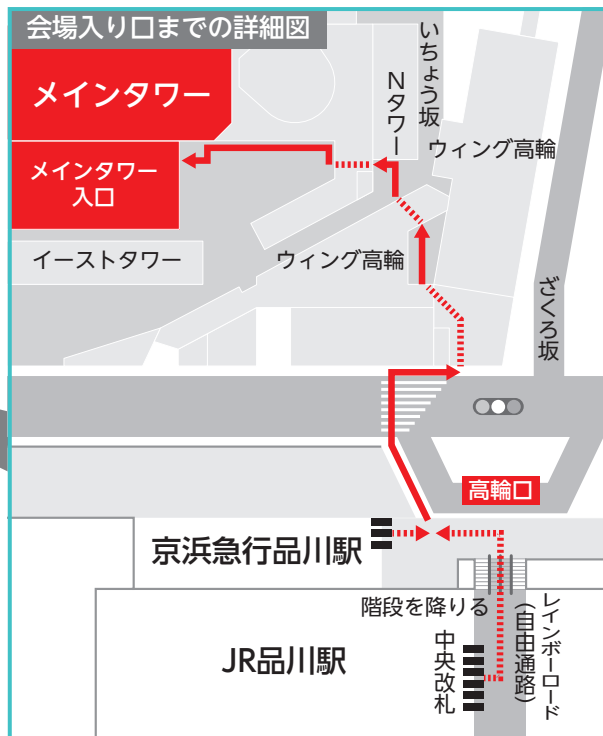 会場入り口までの詳細図
メインタワー
メインタワー
入口
イーストタワー
Nタワー
いちょう坂
ウィング高輪
ウィング高輪
ざくろ坂
高輪口
京浜急行品川駅
階段を降りる
レインボーロード
(自由通路)
中央改札
JR品川駅